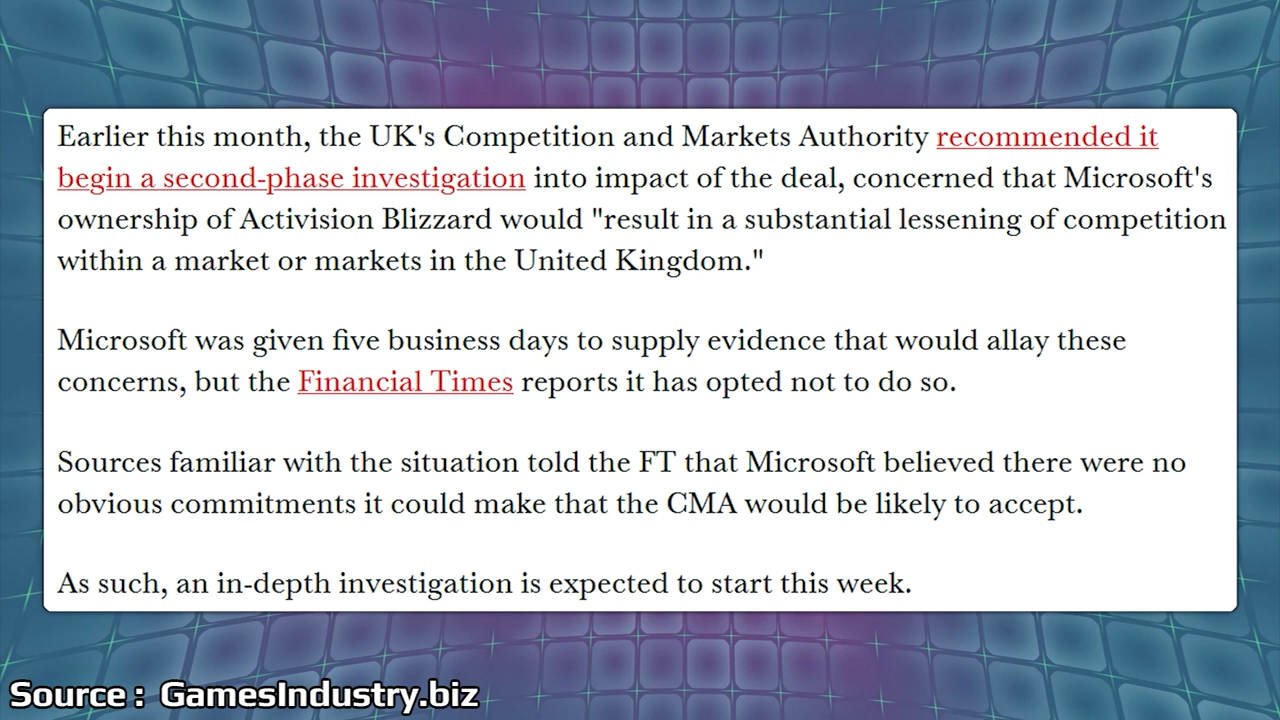 Earlier this month, the UK's Competition and Markets Authority recommended it
begin a second-phase investigation into impact of the deal, concerned that Microsoft's
ownership of Activision Blizzard would "result in a substantial lessening of competition
within a market or markets in the United Kingdom."
Microsoft was given five business days to supply evidence that would allay these
concerns, but the Financial Times reports it has opted not to do so.
Sources familiar with the situation told the FT that Microsoft believed there were no
obvious commitments it could make that the CMA would be likely to accept.
As such, an in-depth investigation is expected to start this week.
Source : GamesIndustry.biz